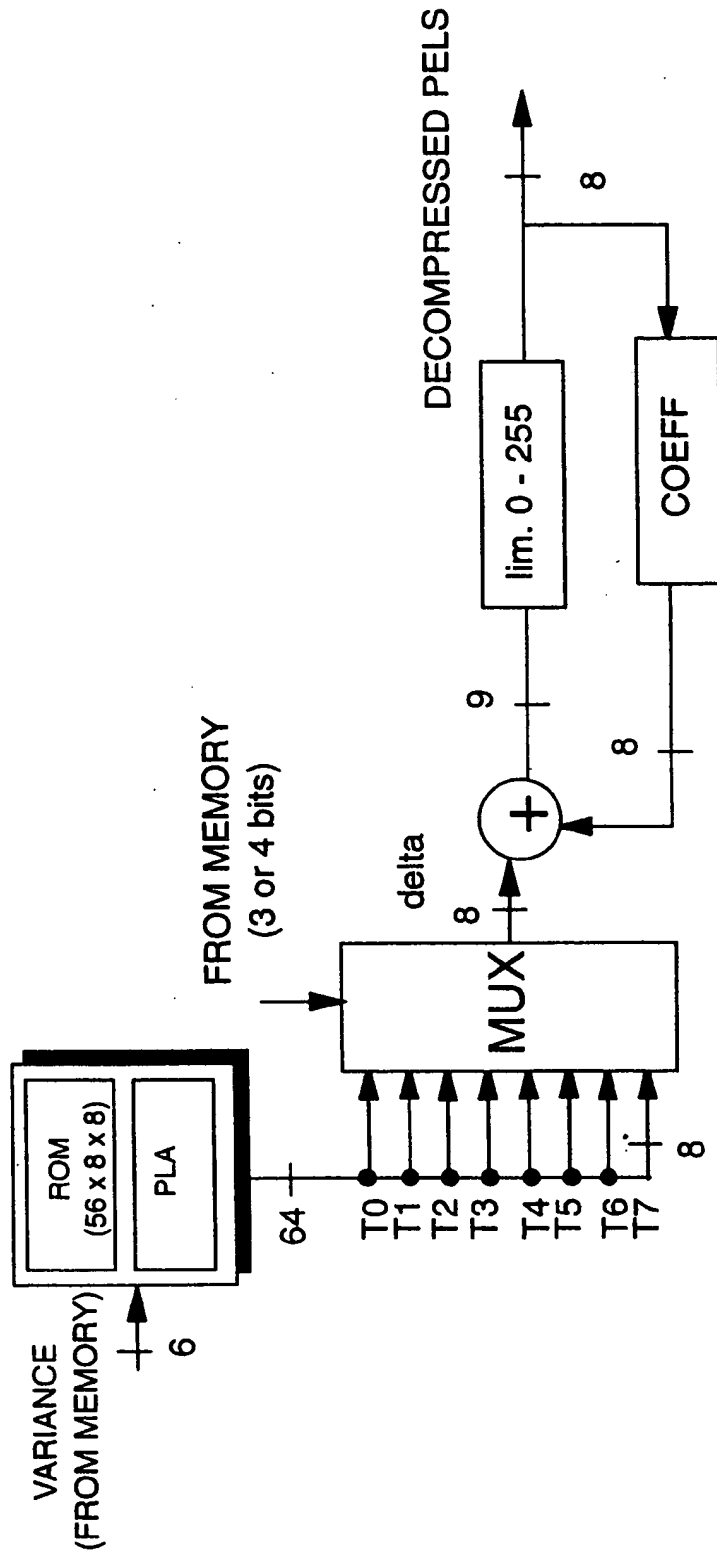 VARIANCE
(FROM MEMORY)
6
ROM
(56 x 8 x 8)
PLA
64
T0
T1
T2
T3
T4
T5
T6
T7
8
FROM MEMORY
(3 or 4 bits)
MUX
delta
8
+
9
8
lim. 0 - 255
COEFF
DECOMPRESSED PELS
8